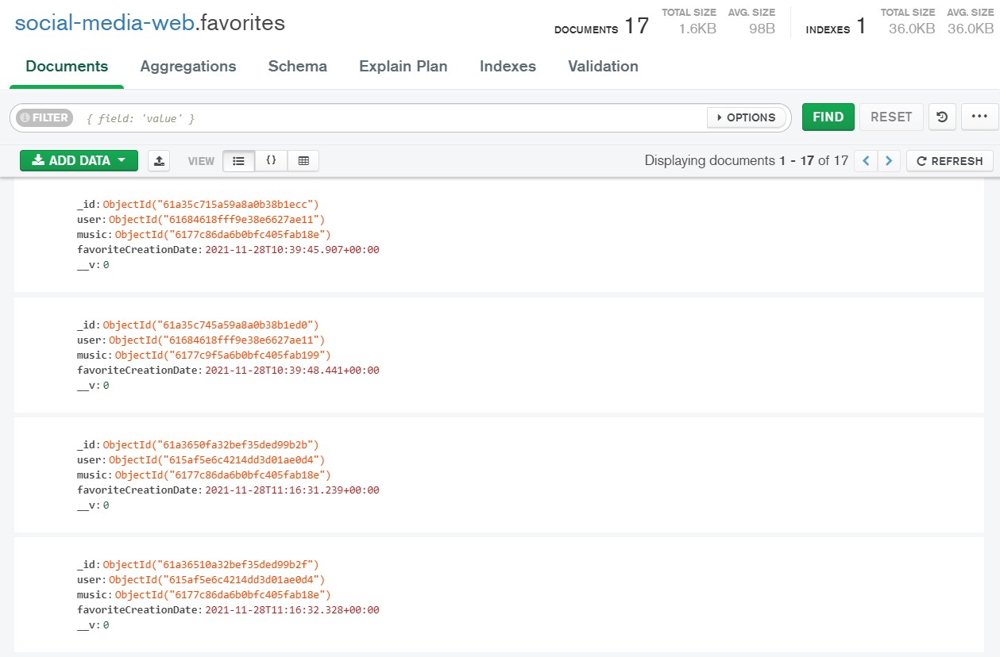 social-media-web.favorites
DOCUMENTS 17 TOTAL SIZE 1.6KB AVG. SIZE 98B INDEXES 1 TOTAL SIZE 36.0KB AVG. SIZE 36.0KB
Documents Aggregations Schema Explain Plan Indexes Validation
FILTER { field: 'value' } OPTIONS FIND RESET ...
ADD DATA VIEW {} Displaying documents 1 - 17 of 17 REFRESH
_id: ObjectId("61a35c715a59a8a0b38b1ecc")
user: ObjectId("61684618fff9e38e6627ae11")
music: ObjectId("6177c86da6b0bfc405fab18e")
favoriteCreationDate: 2021-11-28T10:39:45.907+00:00
__v: 0
_id: ObjectId("61a35c745a59a8a0b38b1ed0")
user: ObjectId("61684618fff9e38e6627ae11")
music: ObjectId("6177c9f5a6b0bfc405fab199")
favoriteCreationDate: 2021-11-28T10:39:48.441+00:00
__v: 0
_id: ObjectId("61a3650fa32bef35ded99b2b")
user: ObjectId("615af5e6c4214dd3d01ae0d4")
music: ObjectId("6177c86da6b0bfc405fab18e")
favoriteCreationDate: 2021-11-28T11:16:31.239+00:00
__v: 0
_id: ObjectId("61a36510a32bef35ded99b2f")
user: ObjectId("615af5e6c4214dd3d01ae0d4")
music: ObjectId("6177c86da6b0bfc405fab18e")
favoriteCreationDate: 2021-11-28T11:16:32.328+00:00
__v: 0